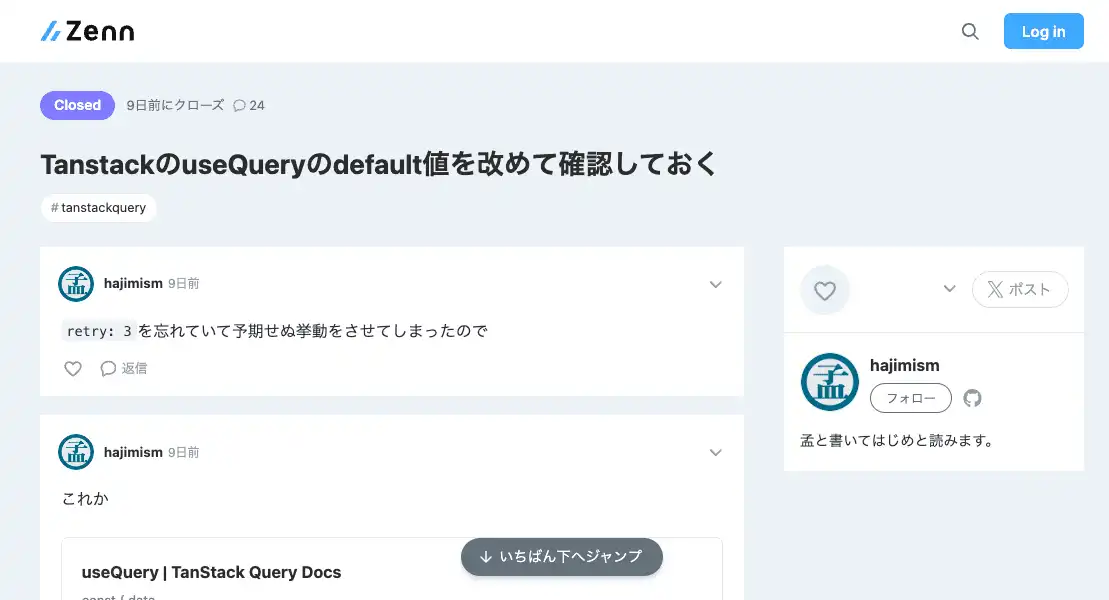 Zenn
Log in
Closed 9日前にクローズ 24
TanstackのuseQueryのdefault値を改めて確認しておく
# tanstackquery
孟 hajimism 9日前
retry: 3 を忘れていて予期せぬ挙動をさせてしまったので
返信
孟 hajimism 9日前
これか
useQuery | TanStack Query Docs
const { data
いちばん下へジャンプ
ポスト
孟 hajimism
フォロー
孟と書いてはじめと読みます。